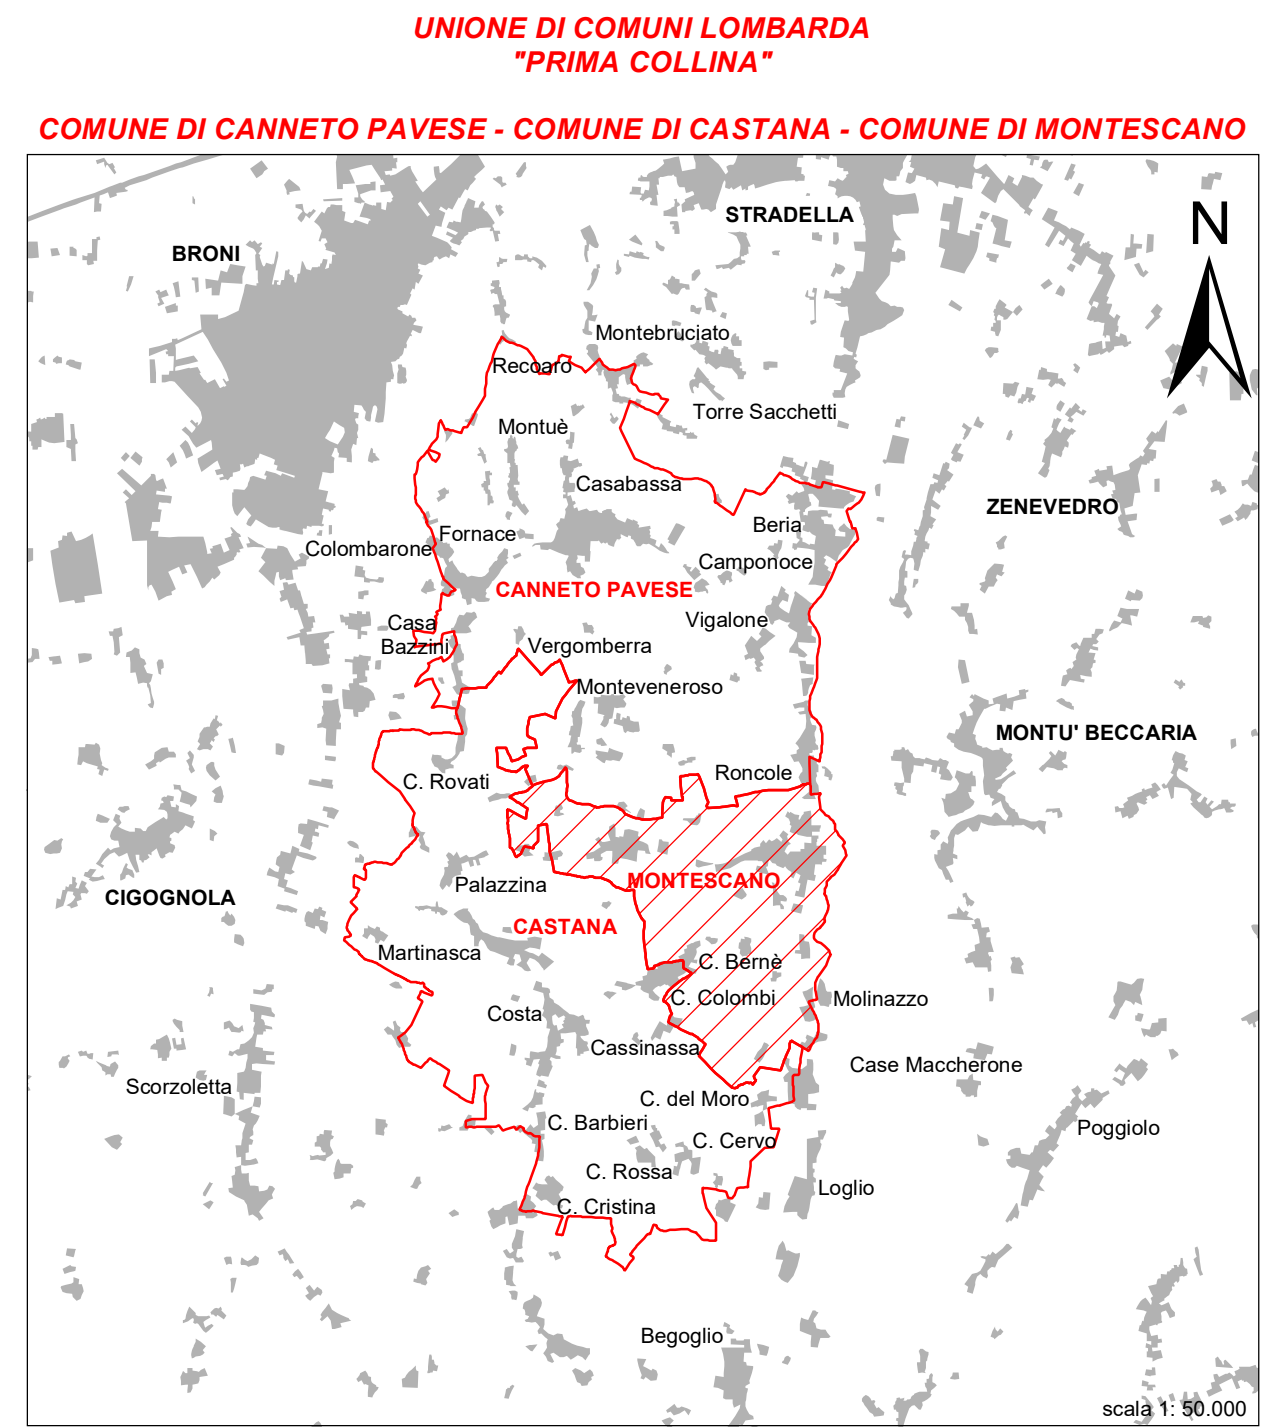 UNIONE DI COMUNI LOMBARDA
"PRIMA COLLINA"
COMUNE DI CANNETO PAVESE - COMUNE DI CASTANA - COMUNE DI MONTESCANO
STRADELLA
N
BRONI
Montebruciato
Recoaro
Torre Sacchetti
Montuè
Casabassa
ZENEVEDRO
Beria
Fornace
Colombarone
Camponoce
CANNETO PAVESE
Vigalone
Casa
Bazzini
Vergomberra
Monteveneroso
MONTU' BECCARIA
Roncole
C. Rovati
Palazzina
MONTESCANO
CIGOGNOLA
CASTANA
Martinasca
C. Bernè
C. Colombi
Molinazzo
Costa
Cassinassa
Case Maccherone
Scorzoletta
C. del Moro
C. Barbieri
Poggiolo
C. Cervo
C. Rossa
Loglio
C. Cristina
Begoglio
scala 1: 50.000